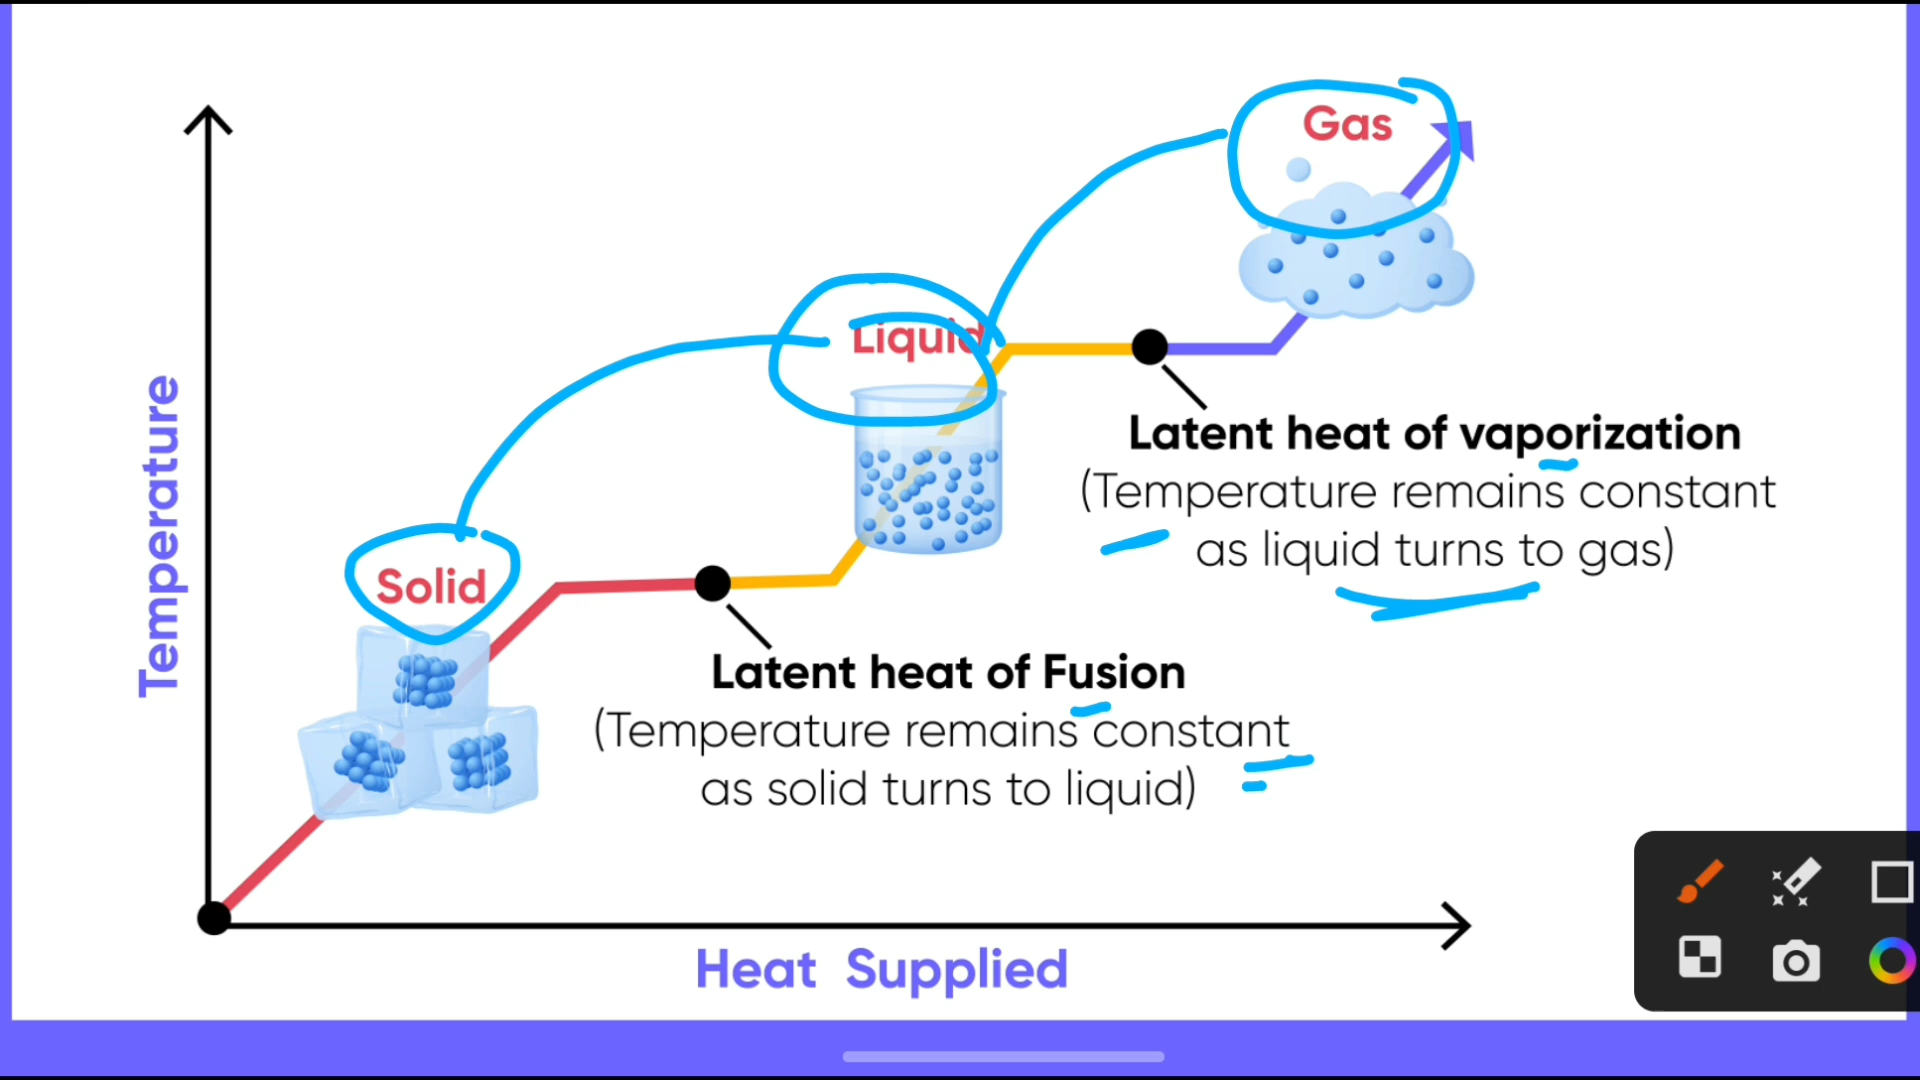 Gas
Liquid
Latent heat of vaporization
(Temperature remains constant
as liquid turns to gas)
Solid
Latent heat of Fusion
(Temperature remains constant
as solid turns to liquid)
Temperature
Heat Supplied